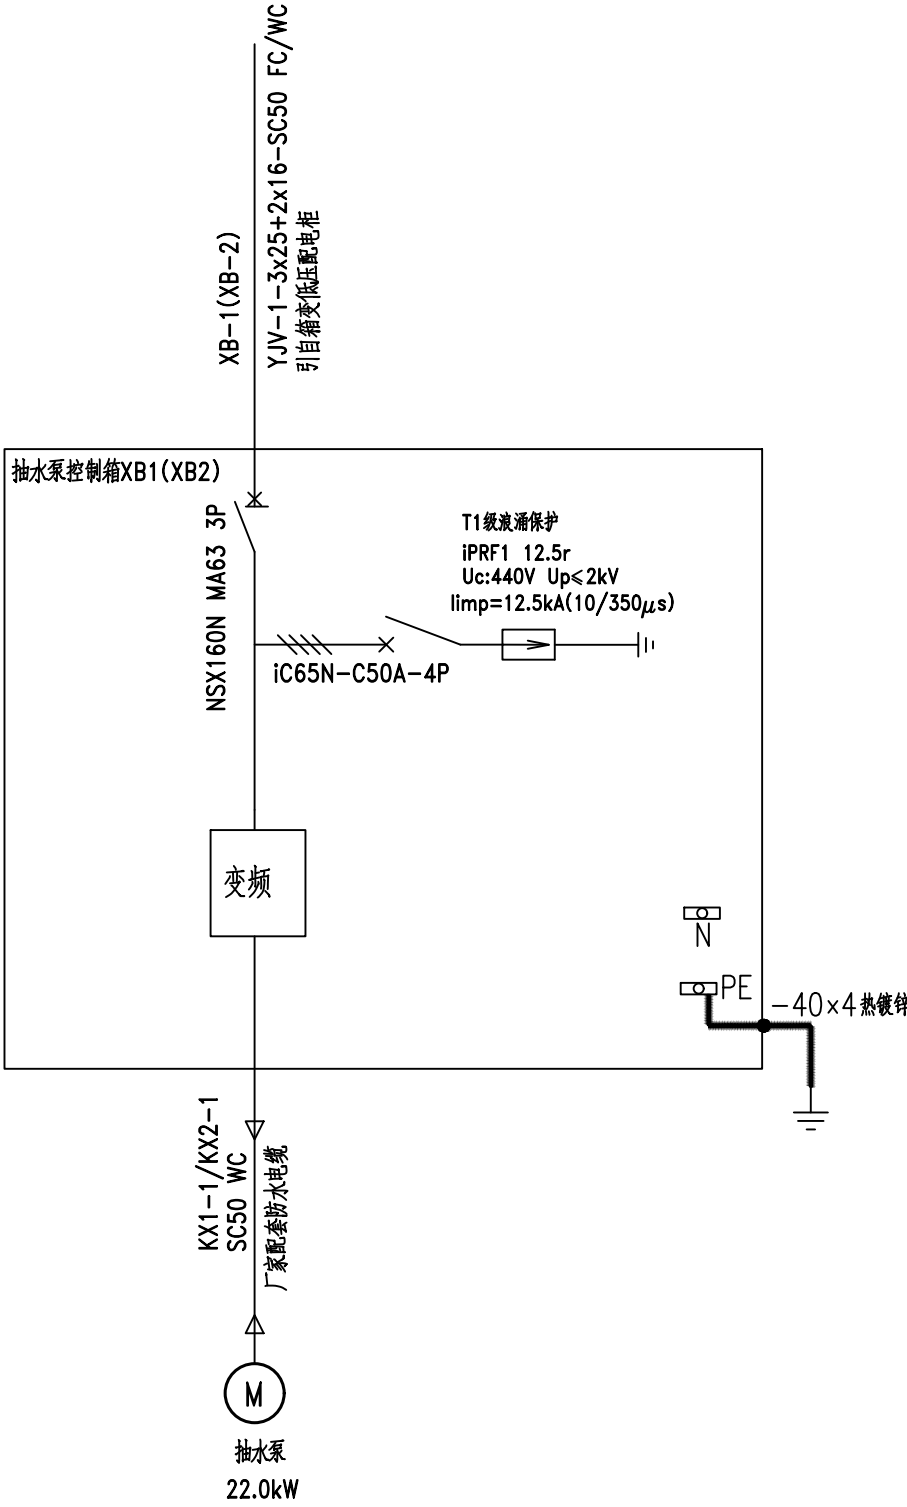 XB-1(XB-2)
YJV-1-3x25+2x16-SC50 FC/WC
引自箱变低压配电柜
抽水泵控制箱XB1(XB2)
NSX160N MA63 3P
T1级浪涌保护
iPRF1 12.5r
Uc:440V Up≤2kV
Iimp=12.5kA(10/350μs)
iC65N-C50A-4P
变频
N
PE
-40×4热镀锌
KX1-1/KX2-1
SC50 WC
厂家配套防水电缆
M
抽水泵
22.0kW